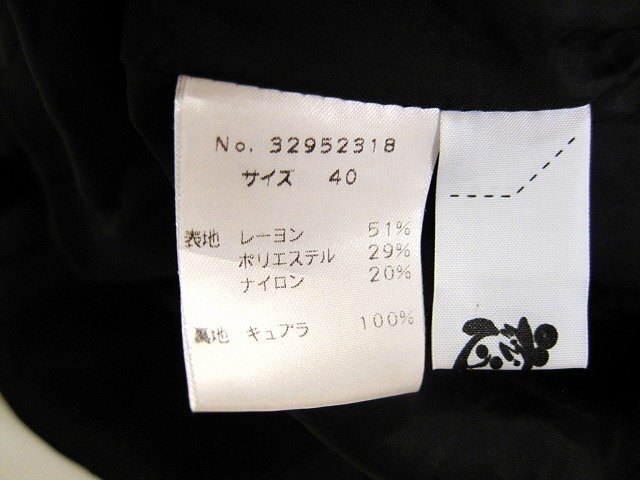 No. 32952318
サイズ 40
表地 レーヨン 51%
ポリエステル 29%
ナイロン 20%
裏地 キュプラ 100%